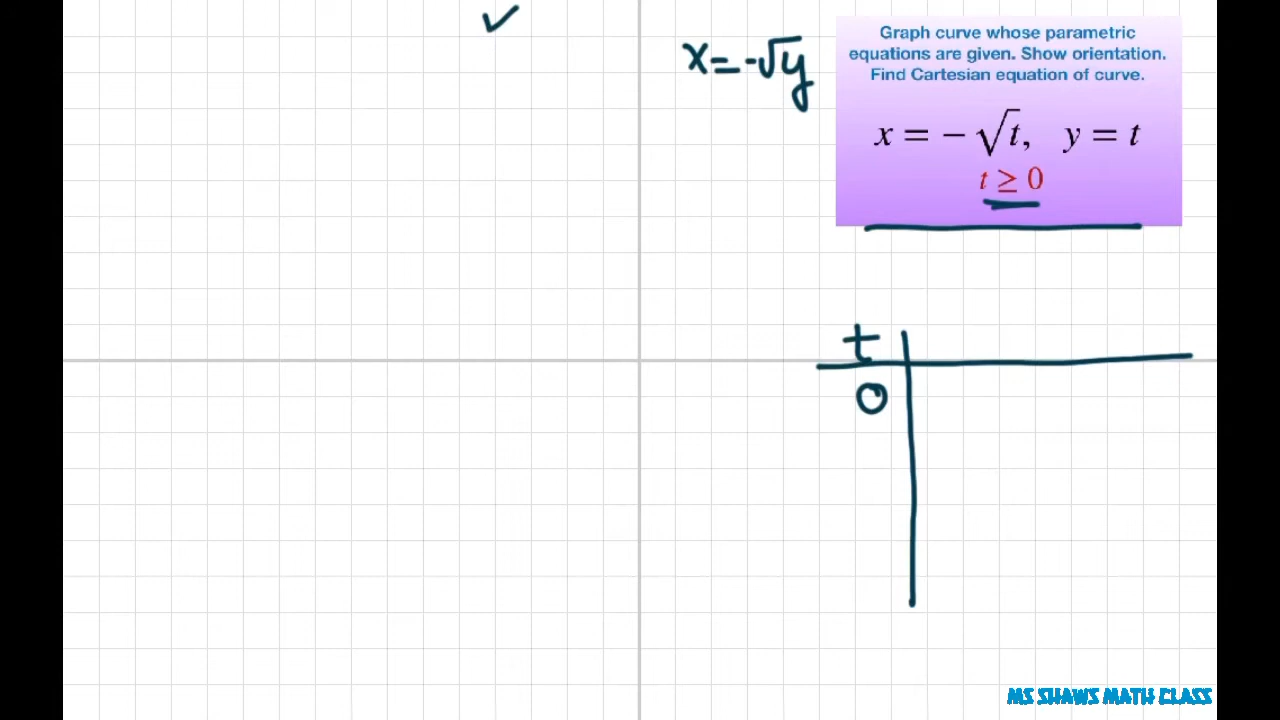 x=-√y
Graph curve whose parametric
equations are given. Show orientation.
Find Cartesian equation of curve.
x = − √t, y = t
t ≥ 0
t
0
MS SHAWS MATH CLASS